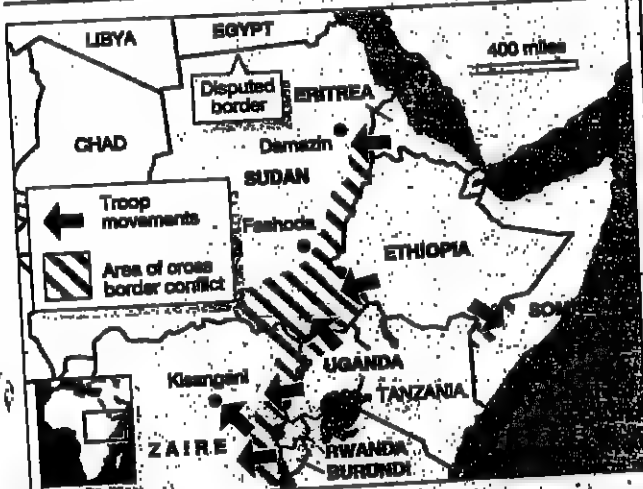 LIBYA
EGYPT
400 miles
Disputed
border
ERITREA
CHAD
Damazin
SUDAN
Troop
movements
Fashoda
ETHIOPIA
Area of cross
border conflict
UGANDA
Kisangani
TANZANIA
ZAIRE
RWANDA
BURUNDI